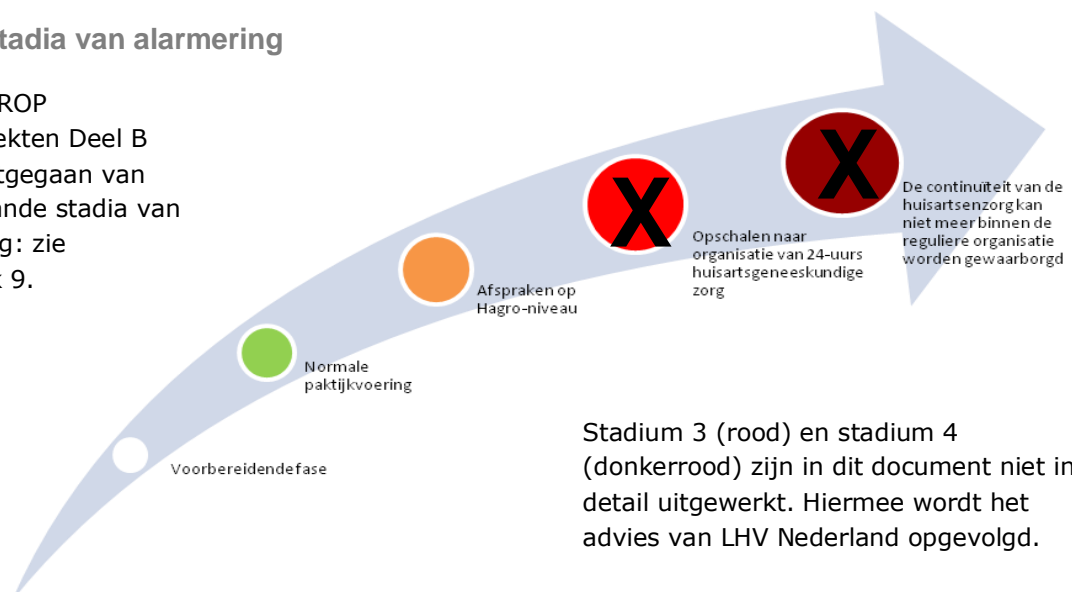 tadia van alarmering
ROP
ekten Deel B
tgegaan van
ande stadia van
g: zie
9.
X
X
De continuïteit van de
huisartsenzorg kan
niet meer binnen de
reguliere organisatie
worden gewaarborgd
Opschalen naar
organisatie van 24-uurs
huisartsgeneeskundige
zorg
Afspraken op
Hagro-niveau
Normale
paktijkvoering
Voorbereidende fase
Stadium 3 (rood) en stadium 4
(donkerrood) zijn in dit document niet in
detail uitgewerkt. Hiermee wordt het
advies van LHV Nederland opgevolgd.